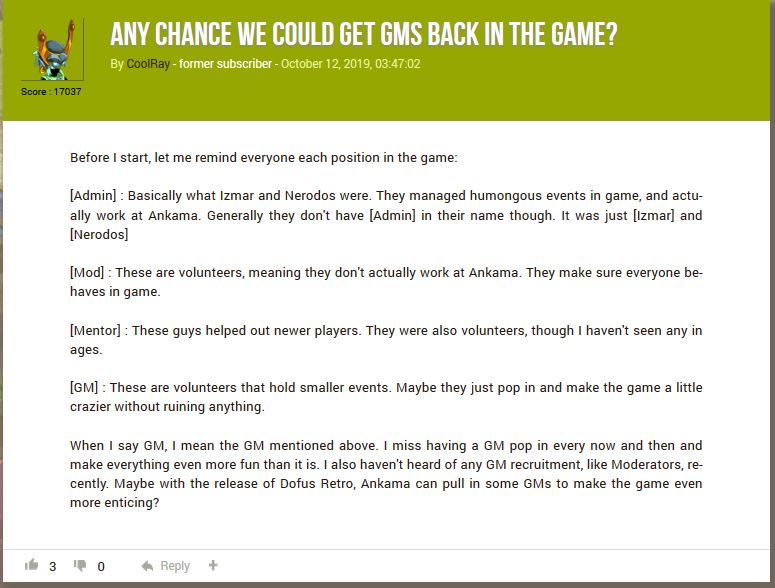 ANY CHANCE WE COULD GET GMS BACK IN THE GAME?
By CoolRay - former subscriber - October 12, 2019, 03:47:02
Score : 17037
Before I start, let me remind everyone each position in the game:
[Admin] : Basically what Izmar and Nerodos were. They managed humongous events in game, and actu-
ally work at Ankama. Generally they don't have [Admin] in their name though. It was just [Izmar] and
[Nerodos]
[Mod] : These are volunteers, meaning they don't actually work at Ankama. They make sure everyone be-
haves in game.
[Mentor] : These guys helped out newer players. They were also volunteers, though I haven't seen any in
ages.
[GM] : These are volunteers that hold smaller events. Maybe they just pop in and make the game a little
crazier without ruining anything.
When I say GM, I mean the GM mentioned above. I miss having a GM pop in every now and then and
make everything even more fun than it is. I also haven't heard of any GM recruitment, like Moderators, re-
cently. Maybe with the release of Dofus Retro, Ankama can pull in some GMs to make the game even
more enticing?
3 0 Reply +